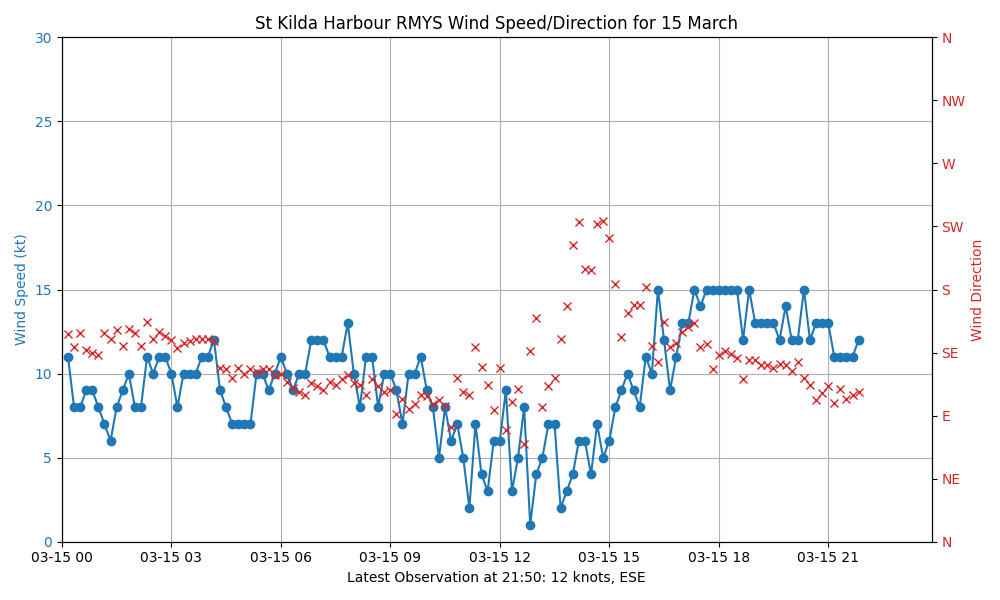 St Kilda Harbour RMYS Wind Speed/Direction for 15 March
Wind Speed (kt)
30
25
20
15
10
5
0
N
NW
W
SW
S
SE
E
NE
N
Wind Direction
03-15 00 03-15 03 03-15 06 03-15 09 03-15 12 03-15 15 03-15 18 03-15 21
Latest Observation at 21:50: 12 knots, ESE